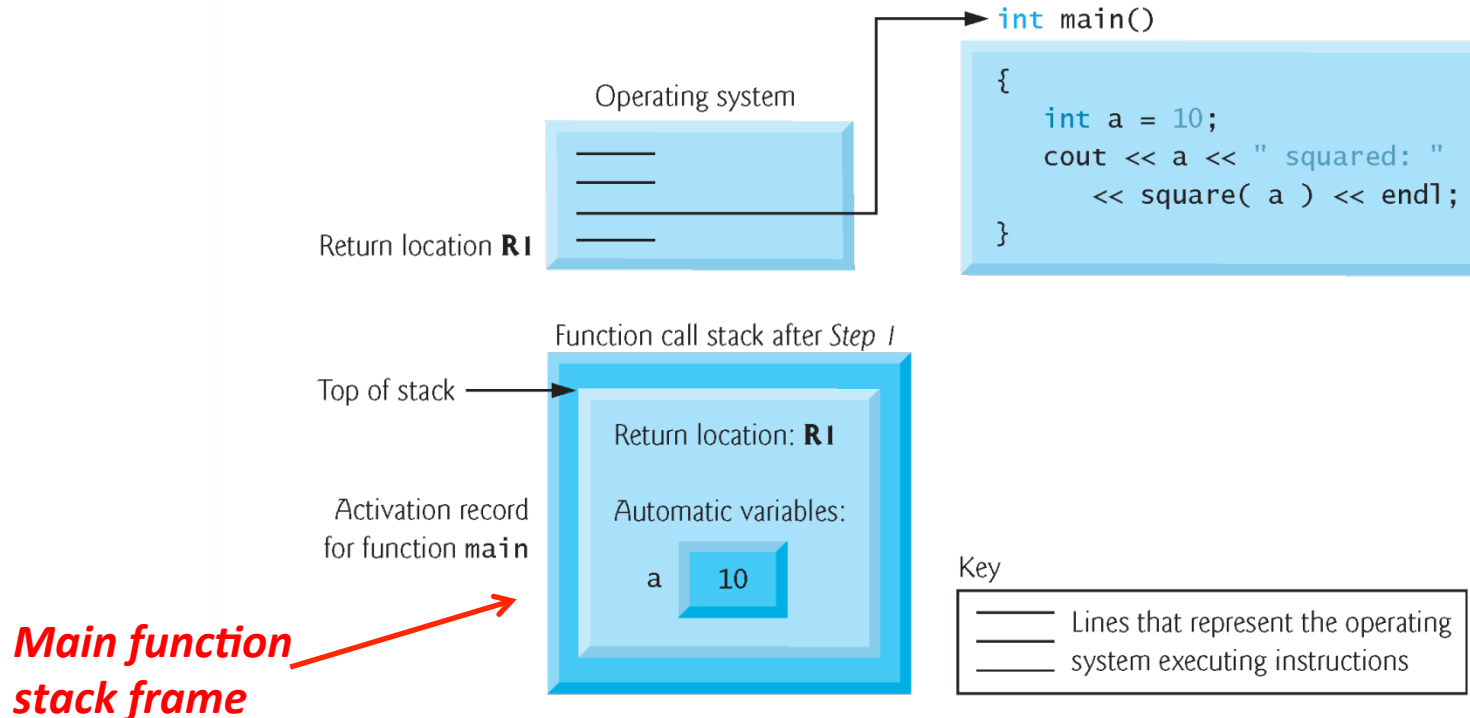 int main()
{
int a = 10;
cout << a << " squared: "
<< square( a ) << endl;
}
Operating system
Return location R1
Function call stack after Step 1
Top of stack
Return location: R1
Activation record
for function main
Automatic variables:
a 10
Main function
stack frame
Key
Lines that represent the operating
system executing instructions